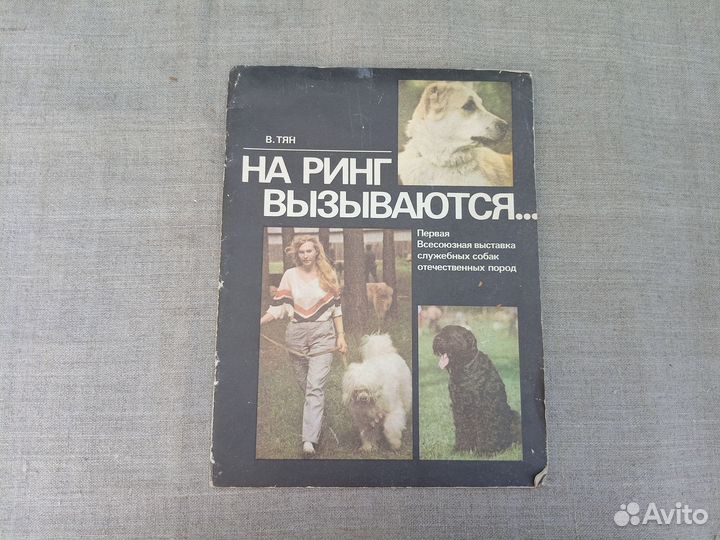 В. ТЯН
НА РИНГ
ВЫЗЫВАЮТСЯ...
Первая
Всесоюзная выставка
служебных собак
отечественных пород
Avito